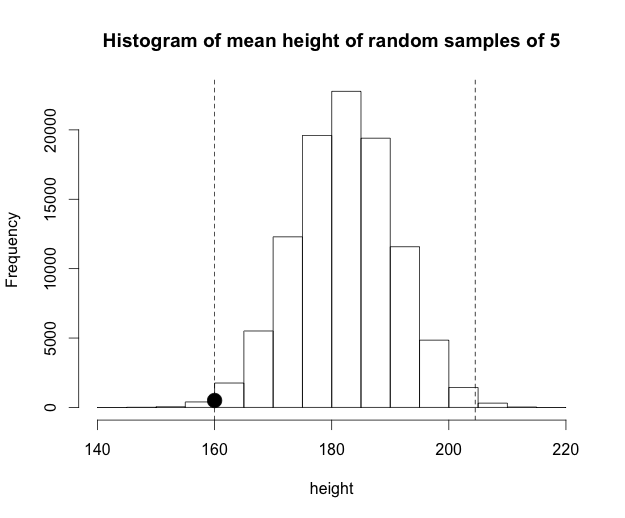 Histogram of mean height of random samples of 5
Frequency
20000
15000
10000
5000
0
140 160 180 200 220
height